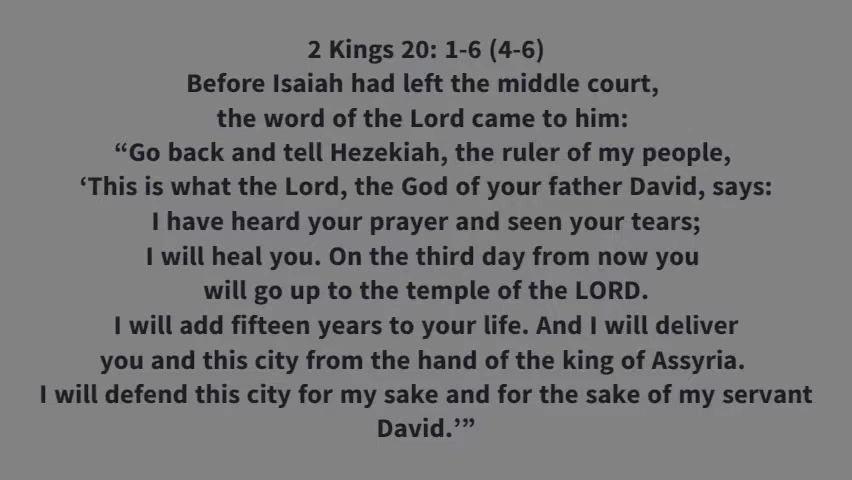 2 Kings 20: 1-6 (4-6)
Before Isaiah had left the middle court,
the word of the Lord came to him:
“Go back and tell Hezekiah, the ruler of my people,
‘This is what the Lord, the God of your father David, says:
I have heard your prayer and seen your tears;
I will heal you. On the third day from now you
will go up to the temple of the LORD.
I will add fifteen years to your life. And I will deliver
you and this city from the hand of the king of Assyria.
I will defend this city for my sake and for the sake of my servant
David.’”